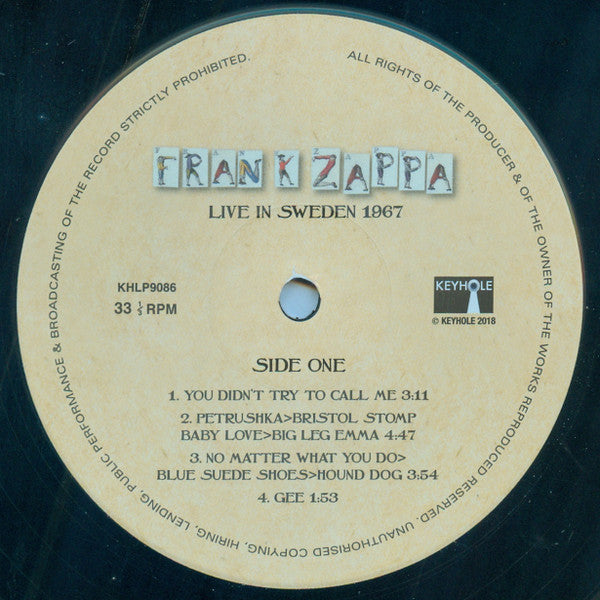 FRANK ZAPPA
LIVE IN SWEDEN 1967
KHLP9086
33 ⅓ RPM
KEYHOLE
© KEYHOLE 2018
SIDE ONE
1. YOU DIDN'T TRY TO CALL ME 3:11
2. PETRUSHKA>BRISTOL STOMP
BABY LOVE>BIG LEG EMMA 4:47
3. NO MATTER WHAT YOU DO>
BLUE SUEDE SHOES>HOUND DOG 3:54
4. GEE 1:53
ALL RIGHTS OF THE PRODUCER & OF THE OWNER OF THE WORKS REPRODUCED RESERVED. UNAUTHORISED COPYING, HIRING, LENDING, PUBLIC PERFORMANCE & BROADCASTING OF THE RECORD STRICTLY PROHIBITED.